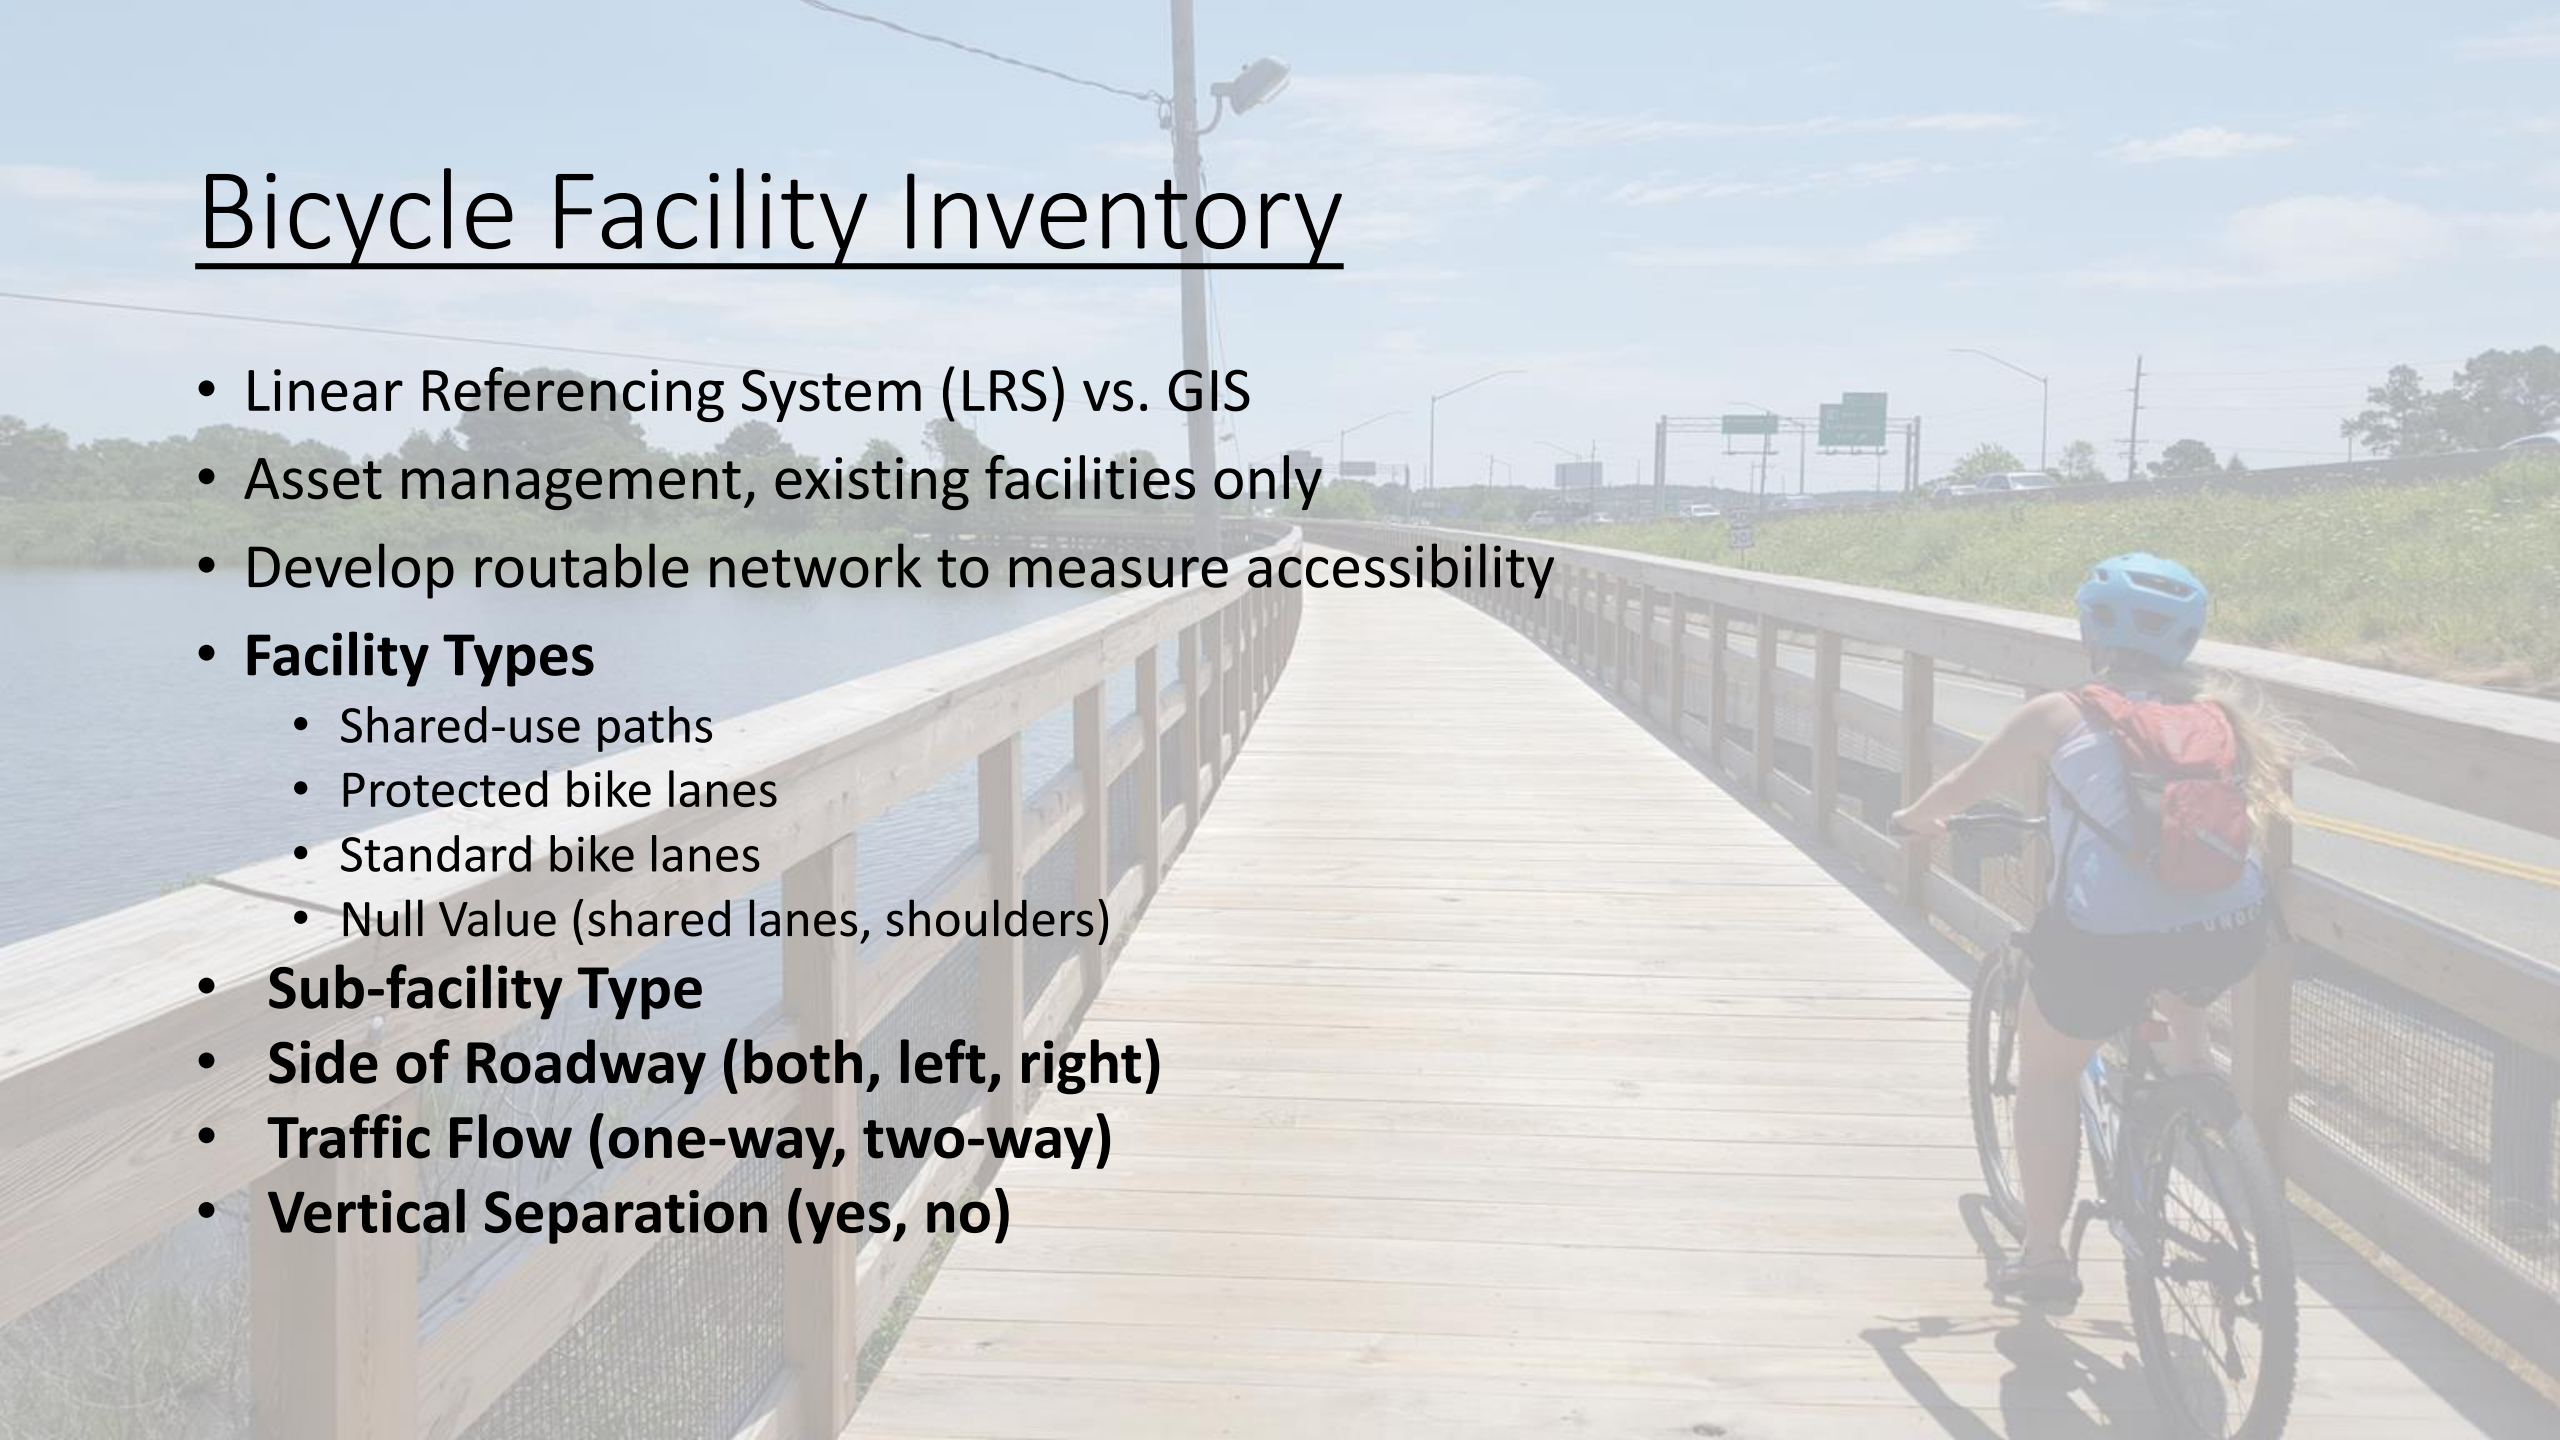 Bicycle Facility Inventory
• Linear Referencing System (LRS) vs. GIS
• Asset management, existing facilities only
• Develop routable network to measure accessibility
• Facility Types
• Shared-use paths
• Protected bike lanes
• Standard bike lanes
• Null Value (shared lanes, shoulders)
• Sub-facility Type
• Side of Roadway (both, left, right)
• Traffic Flow (one-way, two-way)
• Vertical Separation (yes, no)